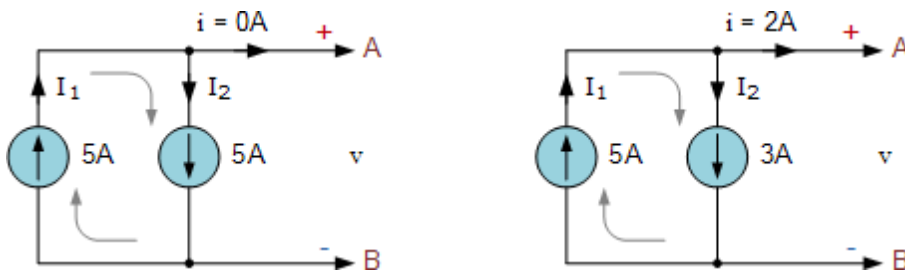 i = 0A + A
I1 I2
5A 5A v
- B
i = 2A + A
I1 I2
5A 3A v
- B